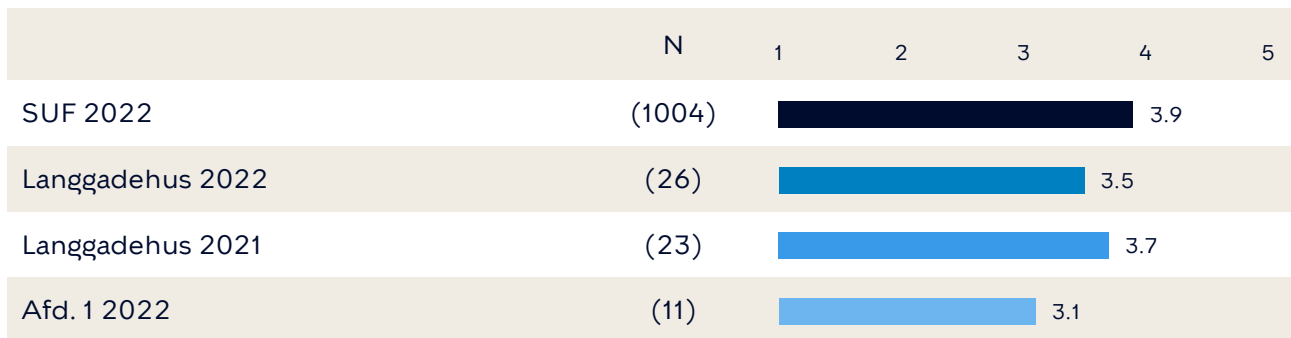 N 1 2 3 4 5
SUF 2022 (1004) 3.9
Langgadehus 2022 (26) 3.5
Langgadehus 2021 (23) 3.7
Afd. 1 2022 (11) 3.1